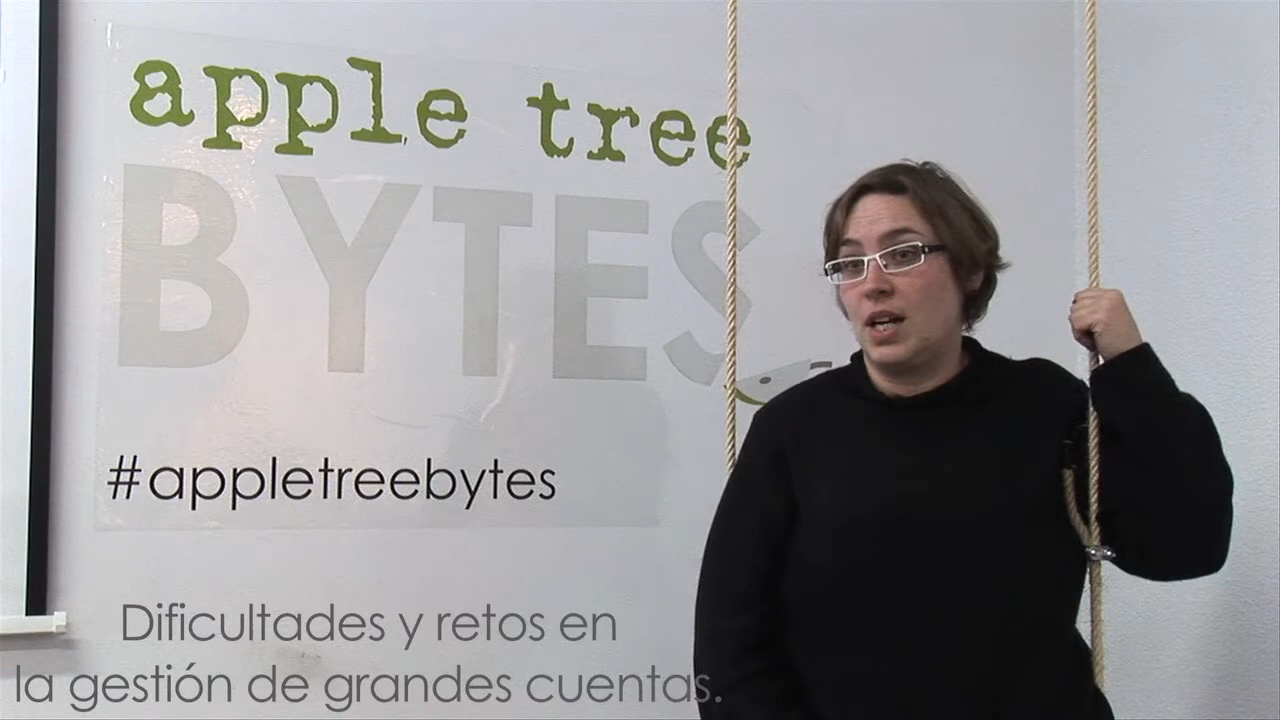 apple tree
BYTES
#appletreebytes
Dificultades y retos en
la gestión de grandes cuentas.